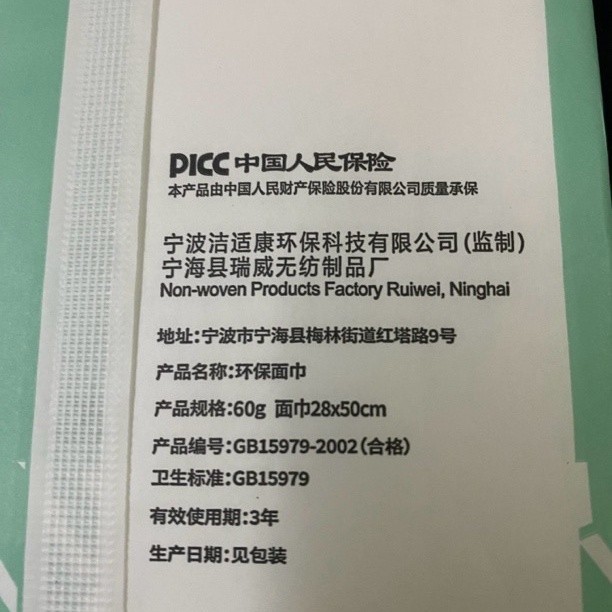 PICC 中国人民保险
本产品由中国人民财产保险股份有限公司质量承保
宁波洁适康环保科技有限公司(监制)
宁海县瑞威无纺制品厂
Non-woven Products Factory Ruiwei, Ninghai
地址:宁波市宁海县梅林街道红塔路9号
产品名称:环保面巾
产品规格:60g 面巾28x50cm
产品编号:GB15979-2002(合格)
卫生标准:GB15979
有效使用期:3年
生产日期:见包装